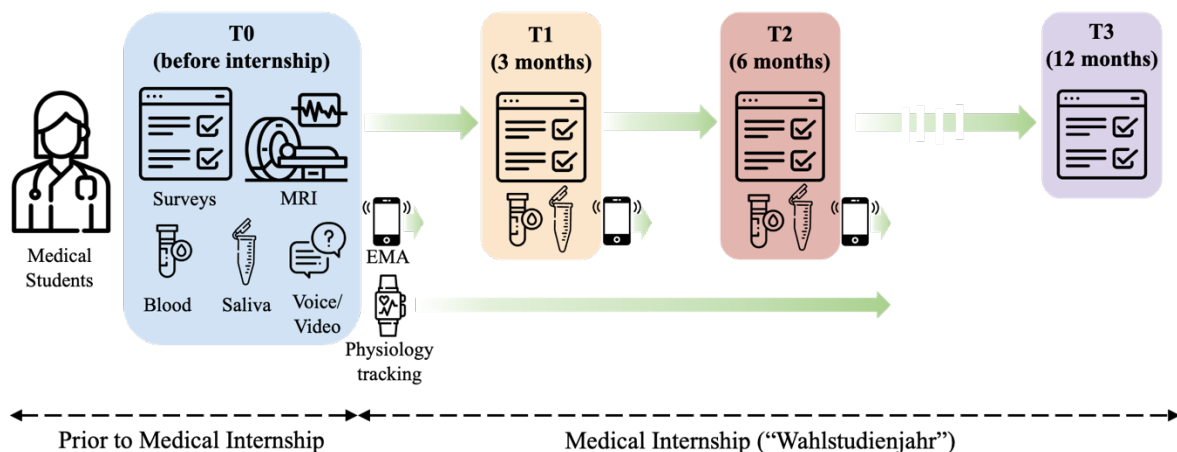 T0
(before internship)
T1
(3 months)
T2
(6 months)
T3
(12 months)
Surveys
MRI
Medical
Students
Blood
Saliva
Voice/
Video
EMA
Physiology
tracking
Prior to Medical Internship
Medical Internship (“Wahlstudienjahr”)